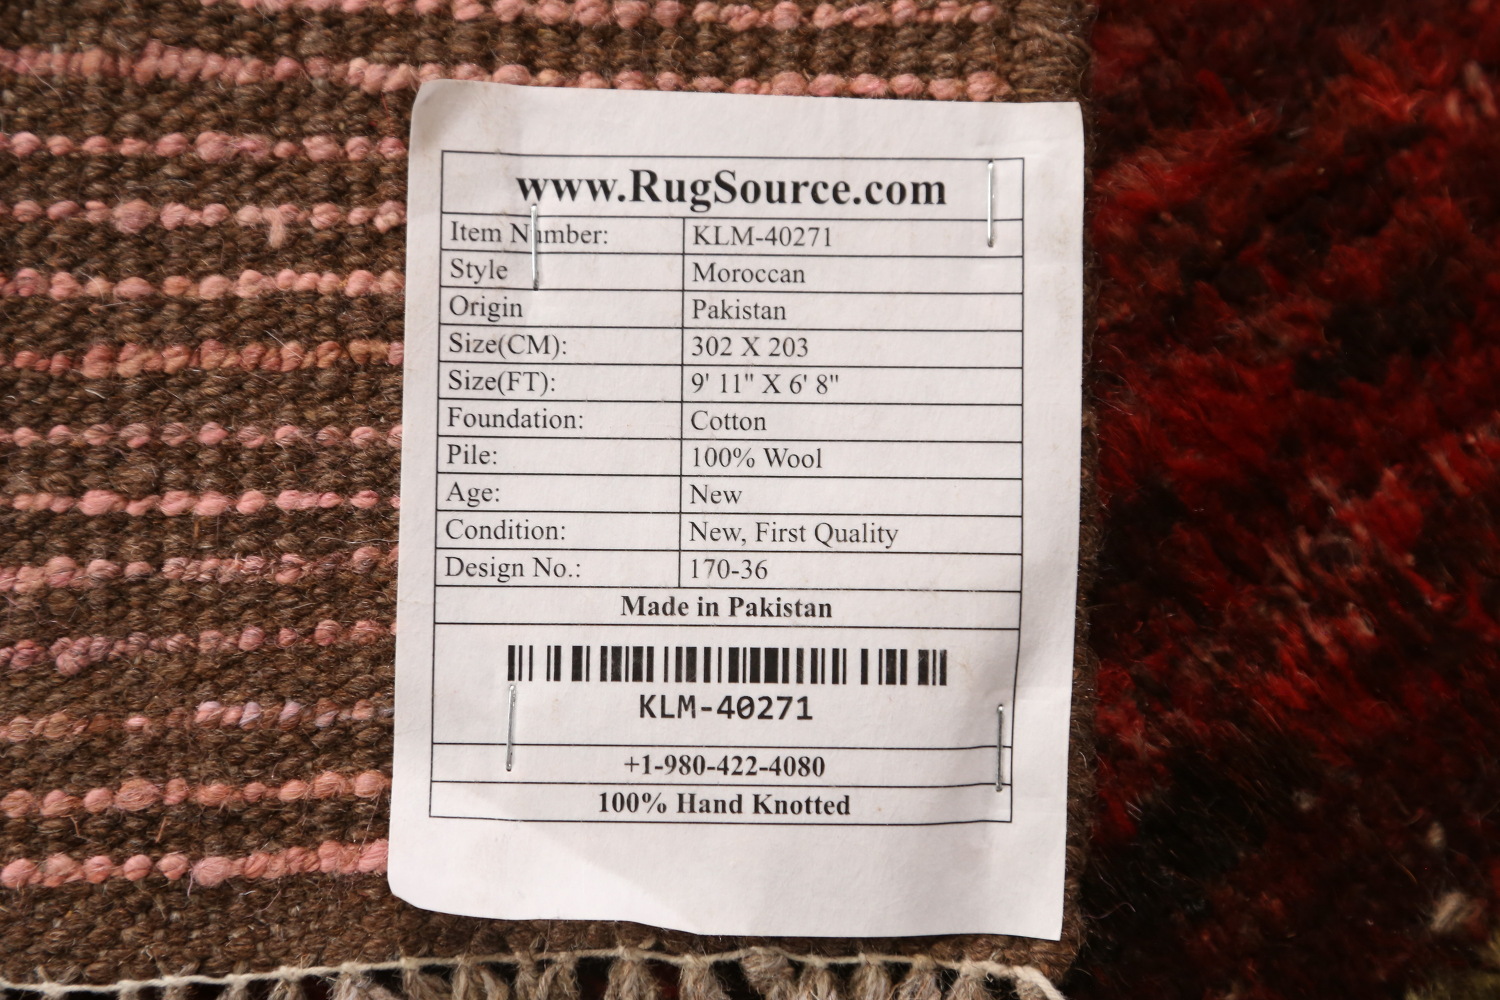 www.RugSource.com
Item Number: KLM-40271
Style Moroccan
Origin Pakistan
Size(CM): 302 X 203
Size(FT): 9' 11" X 6' 8"
Foundation: Cotton
Pile: 100% Wool
Age: New
Condition: New, First Quality
Design No.: 170-36
Made in Pakistan
KLM-40271
+1-980-422-4080
100% Hand Knotted